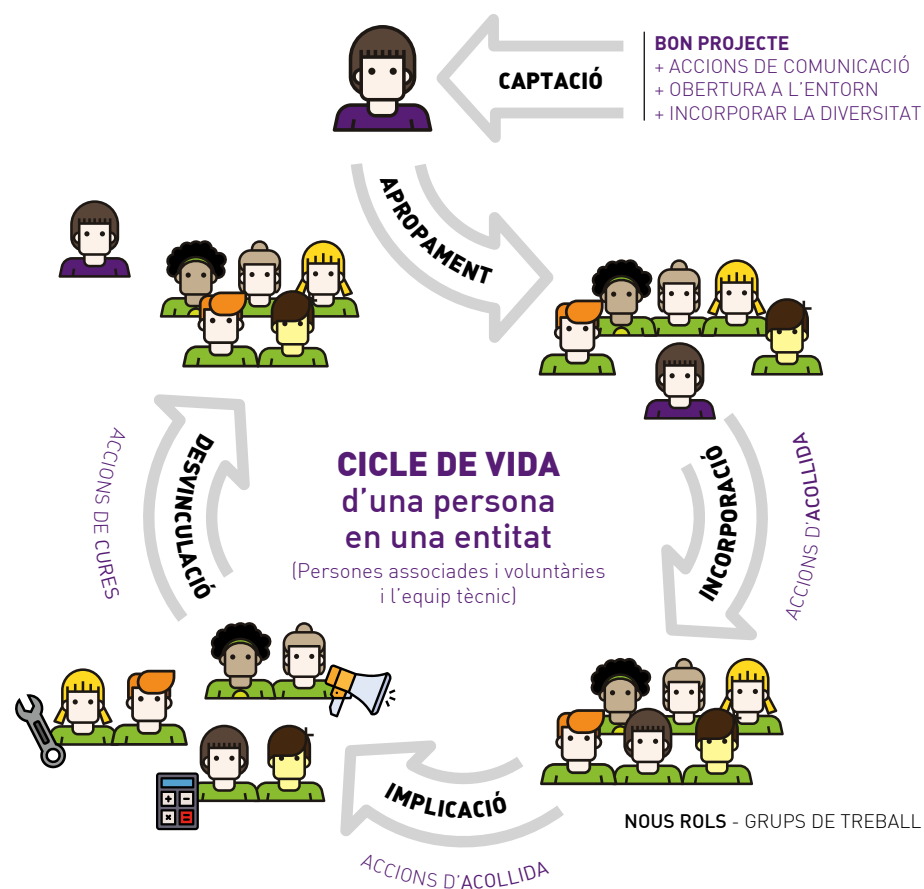 BON PROJECTE
+ ACCIONS DE COMUNICACIÓ
+ OBERTURA A L'ENTORN
+ INCORPORAR LA DIVERSITAT
CAPTACIÓ
APROPAMENT
INCORPORACIÓ
ACCIONS D'ACOLLIDA
CICLE DE VIDA
d'una persona
en una entitat
(Persones associades i voluntàries
i l'equip tècnic)
DESVINCULACIÓ
ACCIONS DE CURES
NOUS ROLS - GRUPS DE TREBALL
IMPLICACIÓ
ACCIONS D'ACOLLIDA